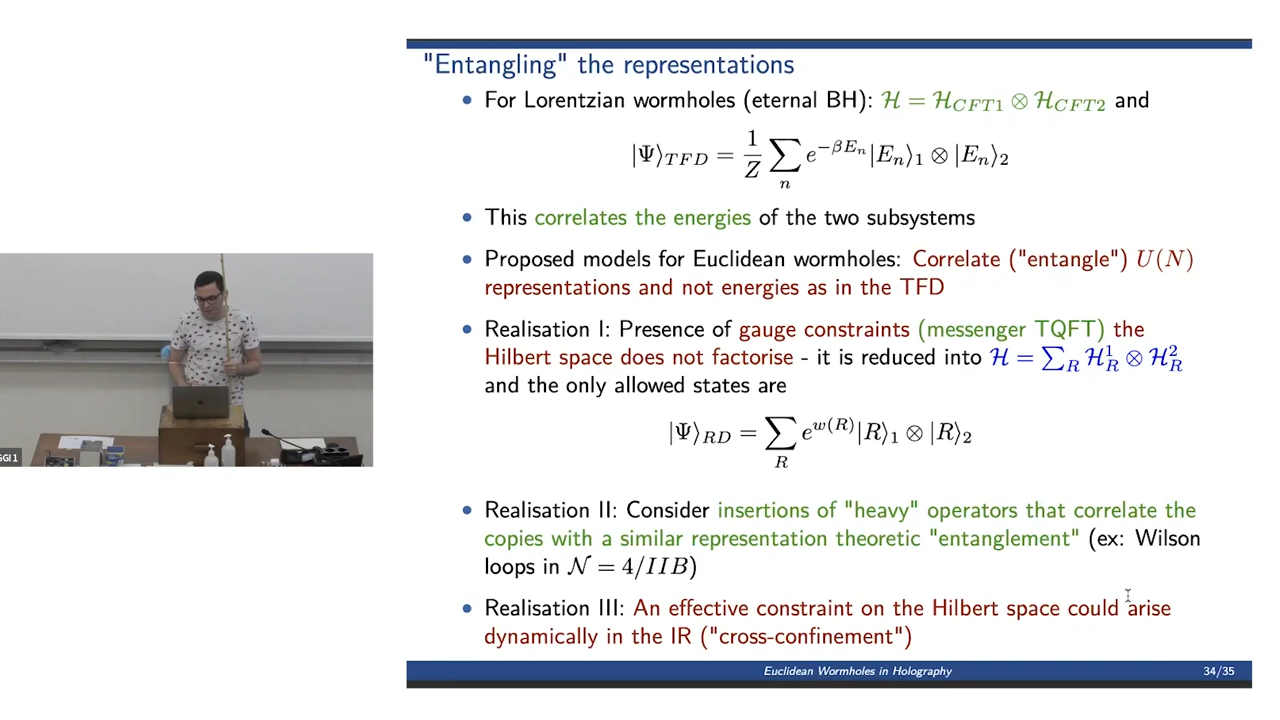 "Entangling" the representations
• For Lorentzian wormholes (eternal BH): ℋ = ℋ_{CFT1} ⊗ ℋ_{CFT2} and
|Ψ⟩_{TFD} = \frac{1}{Z} ∑_n e^{−βE_n}|E_n⟩_1 ⊗ |E_n⟩_2
• This correlates the energies of the two subsystems
• Proposed models for Euclidean wormholes: Correlate ("entangle") U(N)
representations and not energies as in the TFD
• Realisation I: Presence of gauge constraints (messenger TQFT) the
Hilbert space does not factorise - it is reduced into ℋ = ∑_R ℋ_R^1 ⊗ ℋ_R^2
and the only allowed states are
|Ψ⟩_{RD} = ∑_R e^{w(R)}|R⟩_1 ⊗ |R⟩_2
• Realisation II: Consider insertions of "heavy" operators that correlate the
copies with a similar representation theoretic "entanglement" (ex: Wilson
loops in 𝒩 = 4/IIB)
• Realisation III: An effective constraint on the Hilbert space could arise
dynamically in the IR ("cross-confinement")
Euclidean Wormholes in Holography
34/35